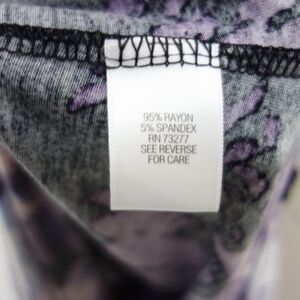 95% RAYON
5% SPANDEX
RN 73277
SEE REVERSE
FOR CARE